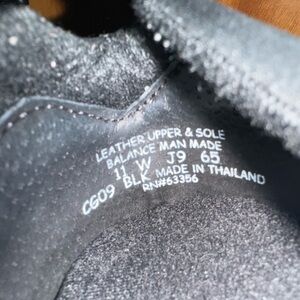 LEATHER UPPER & SOLE
BALANCE MAN MADE
11 W J9 65
CG09 BLK MADE IN THAILAND
RN#63356